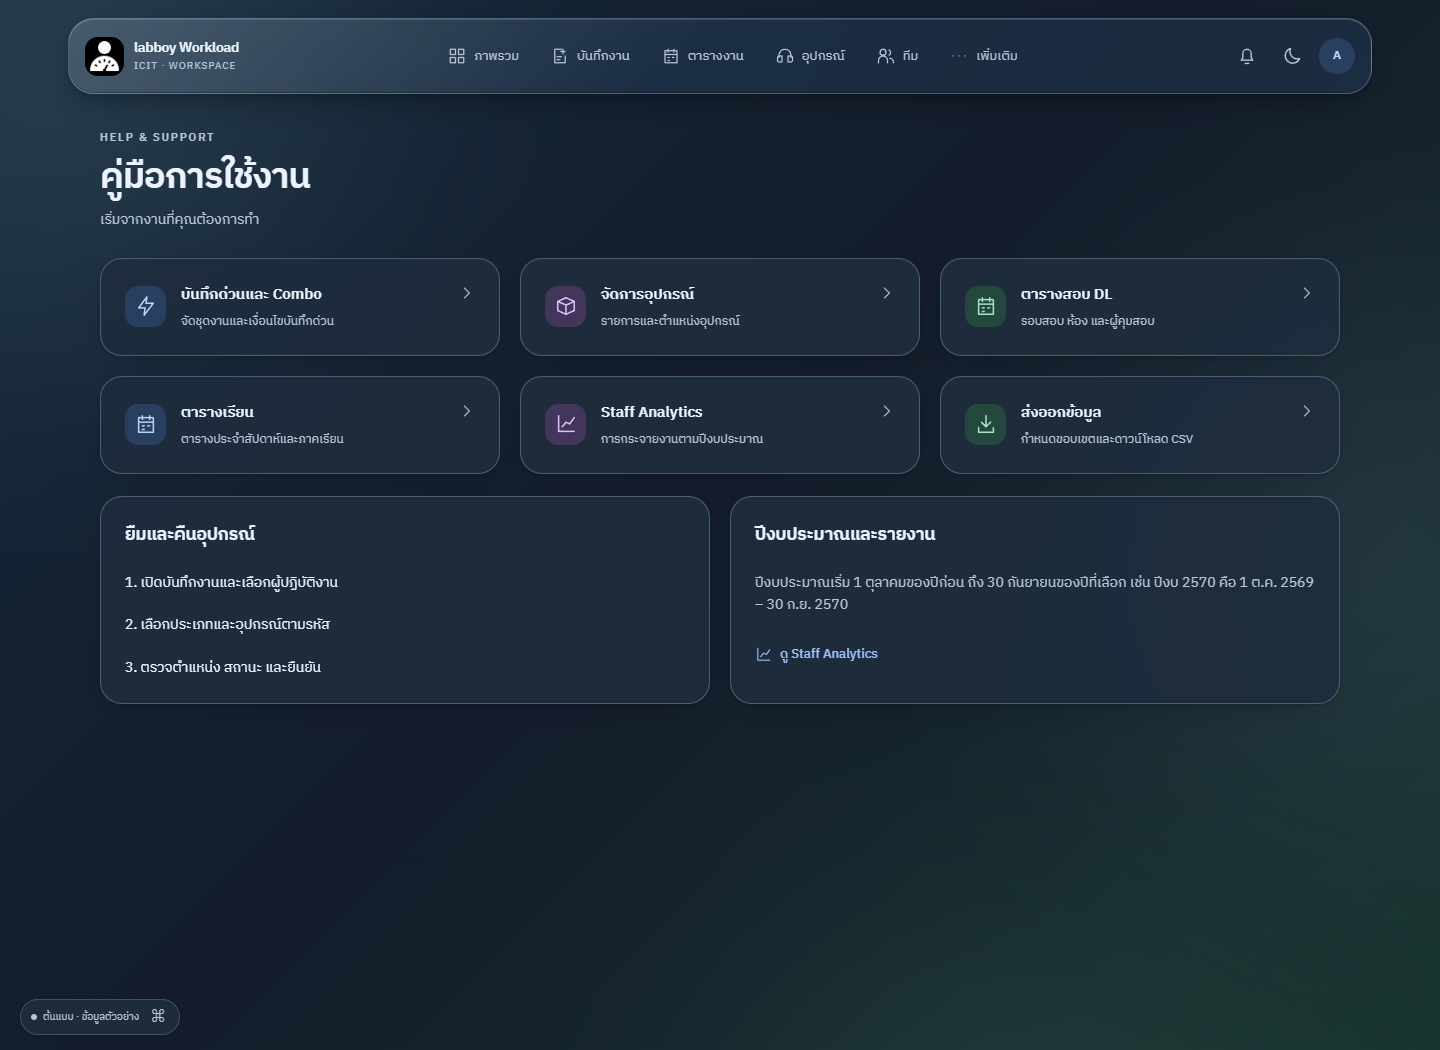 labboy Workload
ICIT · WORKSPACE
ภาพรวม
บันทึกงาน
ตารางงาน
อุปกรณ์
ทีม
··· เพิ่มเติม
A
HELP & SUPPORT
คู่มือการใช้งาน
เริ่มจากงานที่คุณต้องการทำ
บันทึกด่วนและ Combo
จัดชุดงานและเงื่อนไขบันทึกด่วน
จัดการอุปกรณ์
รายการและตำแหน่งอุปกรณ์
ตารางสอบ DL
รอบสอบ ห้อง และผู้คุมสอบ
ตารางเรียน
ตารางประจำสัปดาห์และภาคเรียน
Staff Analytics
การกระจายงานตามปีงบประมาณ
ส่งออกข้อมูล
กำหนดขอบเขตและดาวน์โหลด CSV
ยืมและคืนอุปกรณ์
1. เปิดบันทึกงานและเลือกผู้ปฏิบัติงาน
2. เลือกประเภทและอุปกรณ์ตามรหัส
3. ตรวจตำแหน่ง สถานะ และยืนยัน
ปีงบประมาณและรายงาน
ปีงบประมาณเริ่ม 1 ตุลาคมของปีก่อน ถึง 30 กันยายนของปีที่เลือก เช่น ปีงบ 2570 คือ 1 ต.ค. 2569
– 30 ก.ย. 2570
ดู Staff Analytics
ต้นแบบ · ข้อมูลตัวอย่าง ⌘